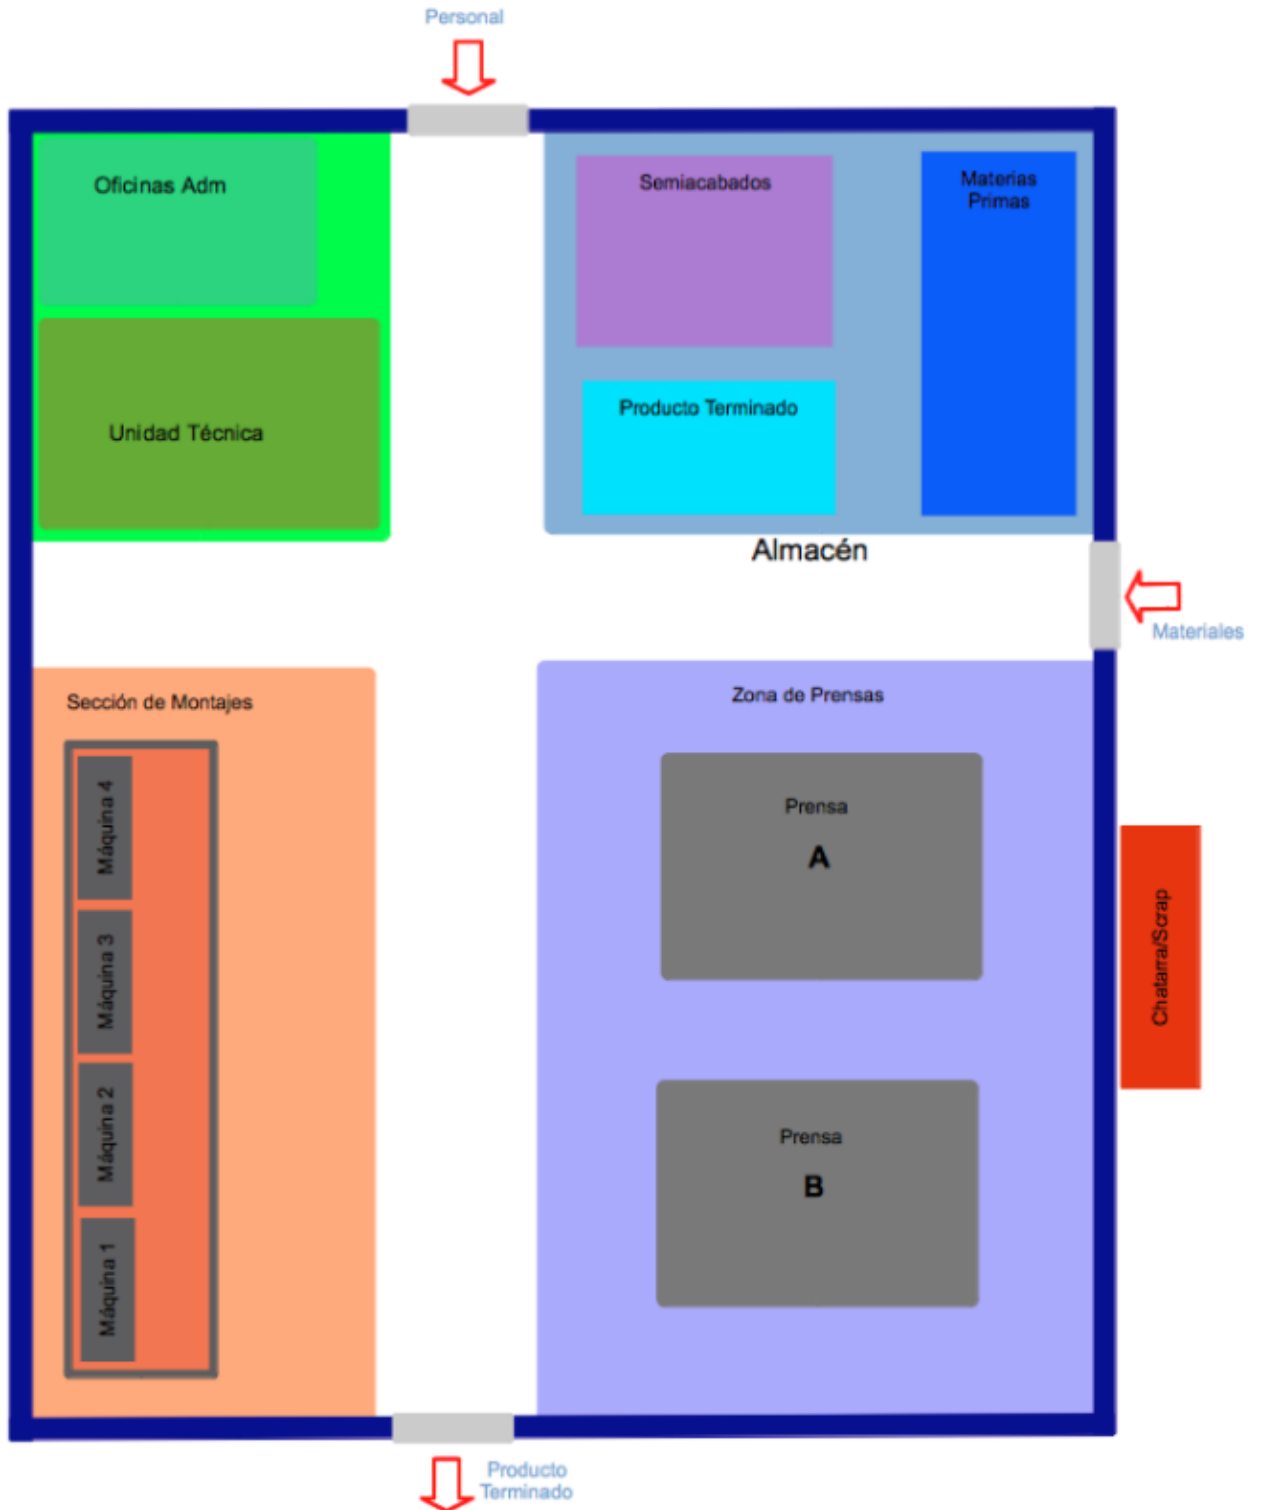 Personal
Oficinas Adm
Semiacabados
Materias
Primas
Producto Terminado
Unidad Técnica
Almacén
Materiales
Sección de Montajes
Zona de Prensas
Máquina 4
Máquina 3
Máquina 2
Máquina 1
Prensa
A
Prensa
B
Chatarra/Scrap
Producto
Terminado